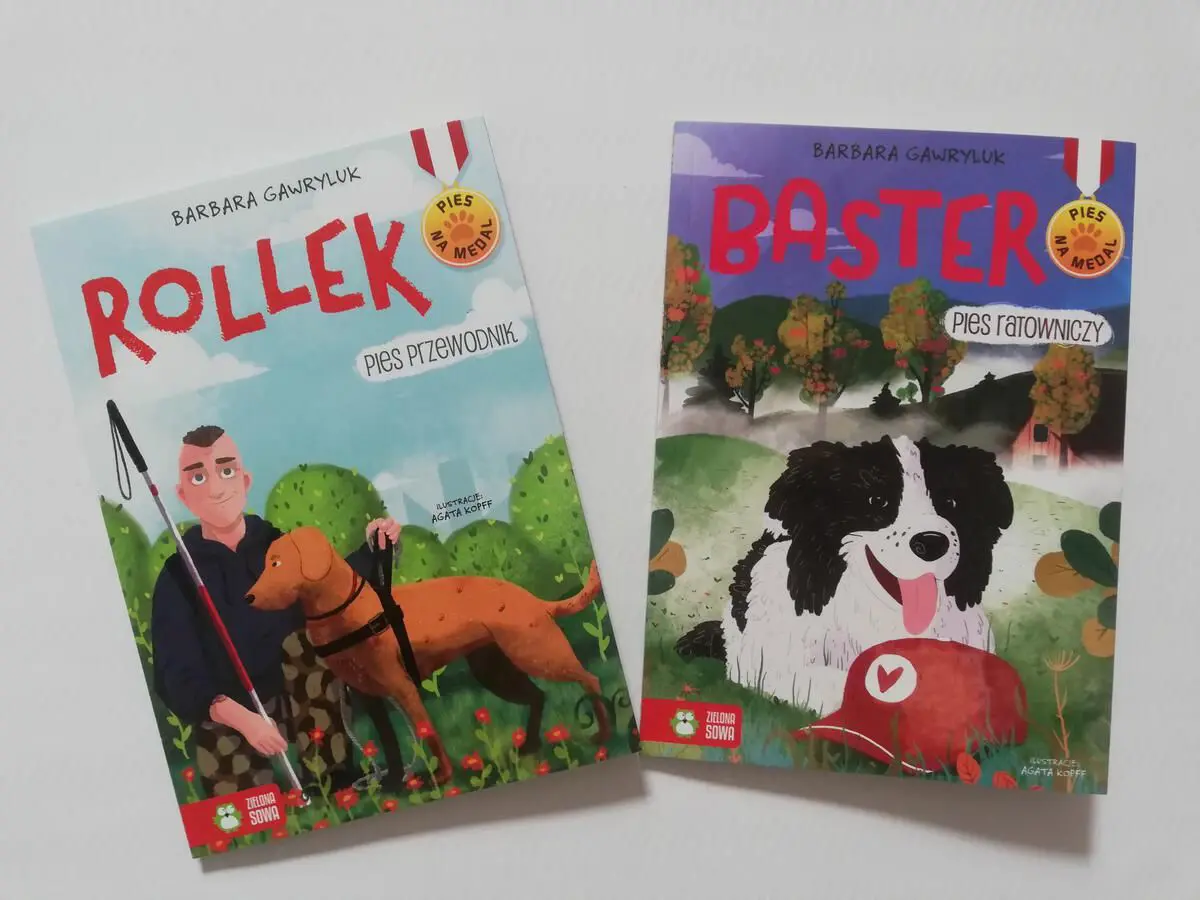 BARBARA GAWRYLUK
PIES
NA MEDAL
ROLLEK
PIES PRZEWODNIK
ILUSTRACJE:
AGATA KOPFF
ZIELONA
SOWA
BARBARA GAWRYLUK
PIES
NA MEDAL
BASTER
PIES RATOWNICZY
ZIELONA
SOWA
ILUSTRACJE:
AGATA KOPFF